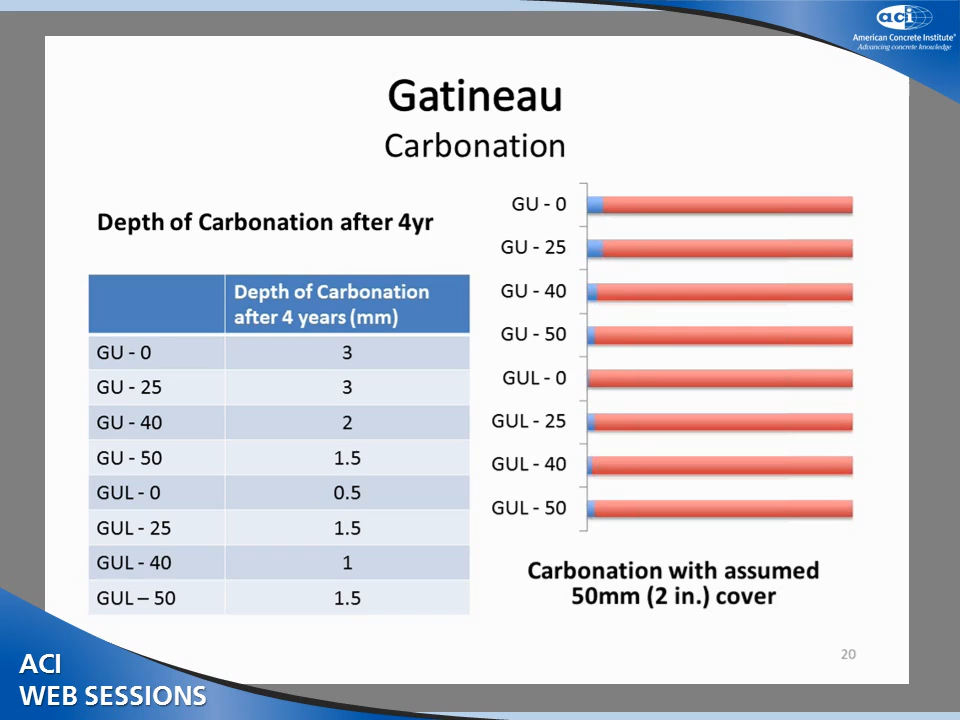 aci
American Concrete Institute®
Advancing concrete knowledge
Gatineau
Carbonation
Depth of Carbonation after 4yr
Depth of Carbonation
after 4 years (mm)
GU - 0 3
GU - 25 3
GU - 40 2
GU - 50 1.5
GUL - 0 0.5
GUL - 25 1.5
GUL - 40 1
GUL – 50 1.5
GU - 0
GU - 25
GU - 40
GU - 50
GUL - 0
GUL - 25
GUL - 40
GUL - 50
Carbonation with assumed
50mm (2 in.) cover
20
ACI
WEB SESSIONS